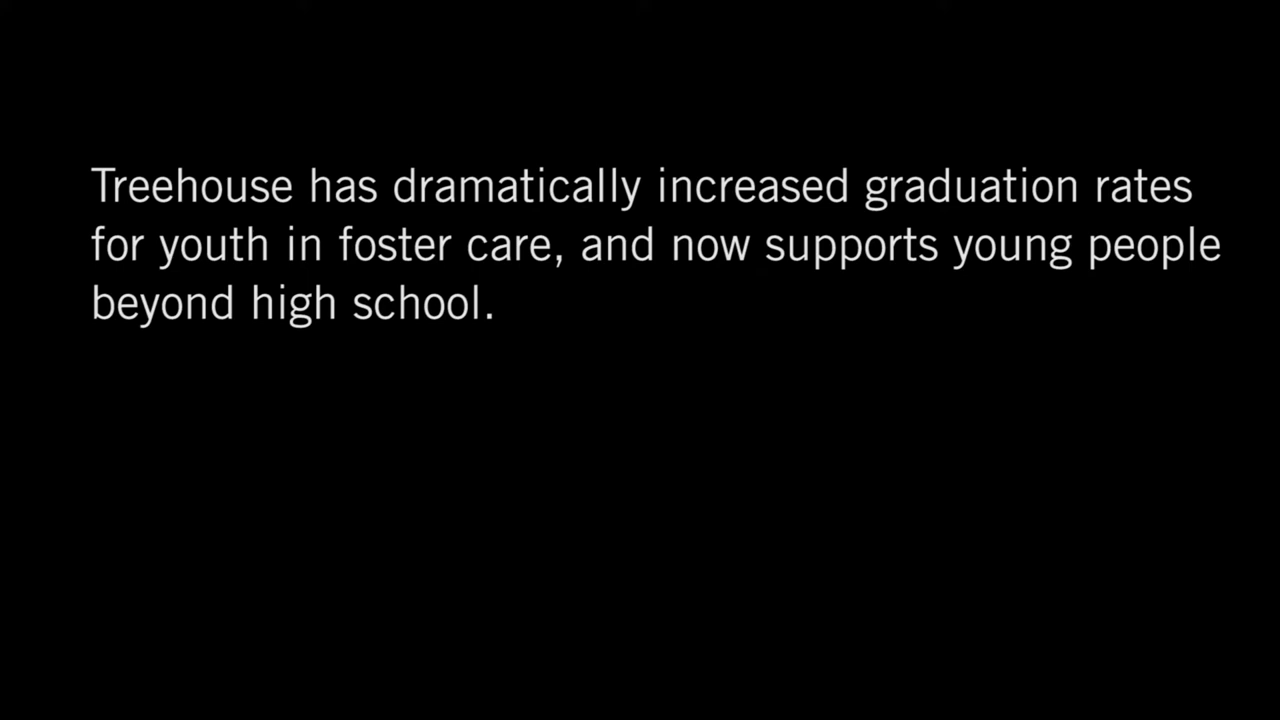 Treehouse has dramatically increased graduation rates
for youth in foster care, and now supports young people
beyond high school.